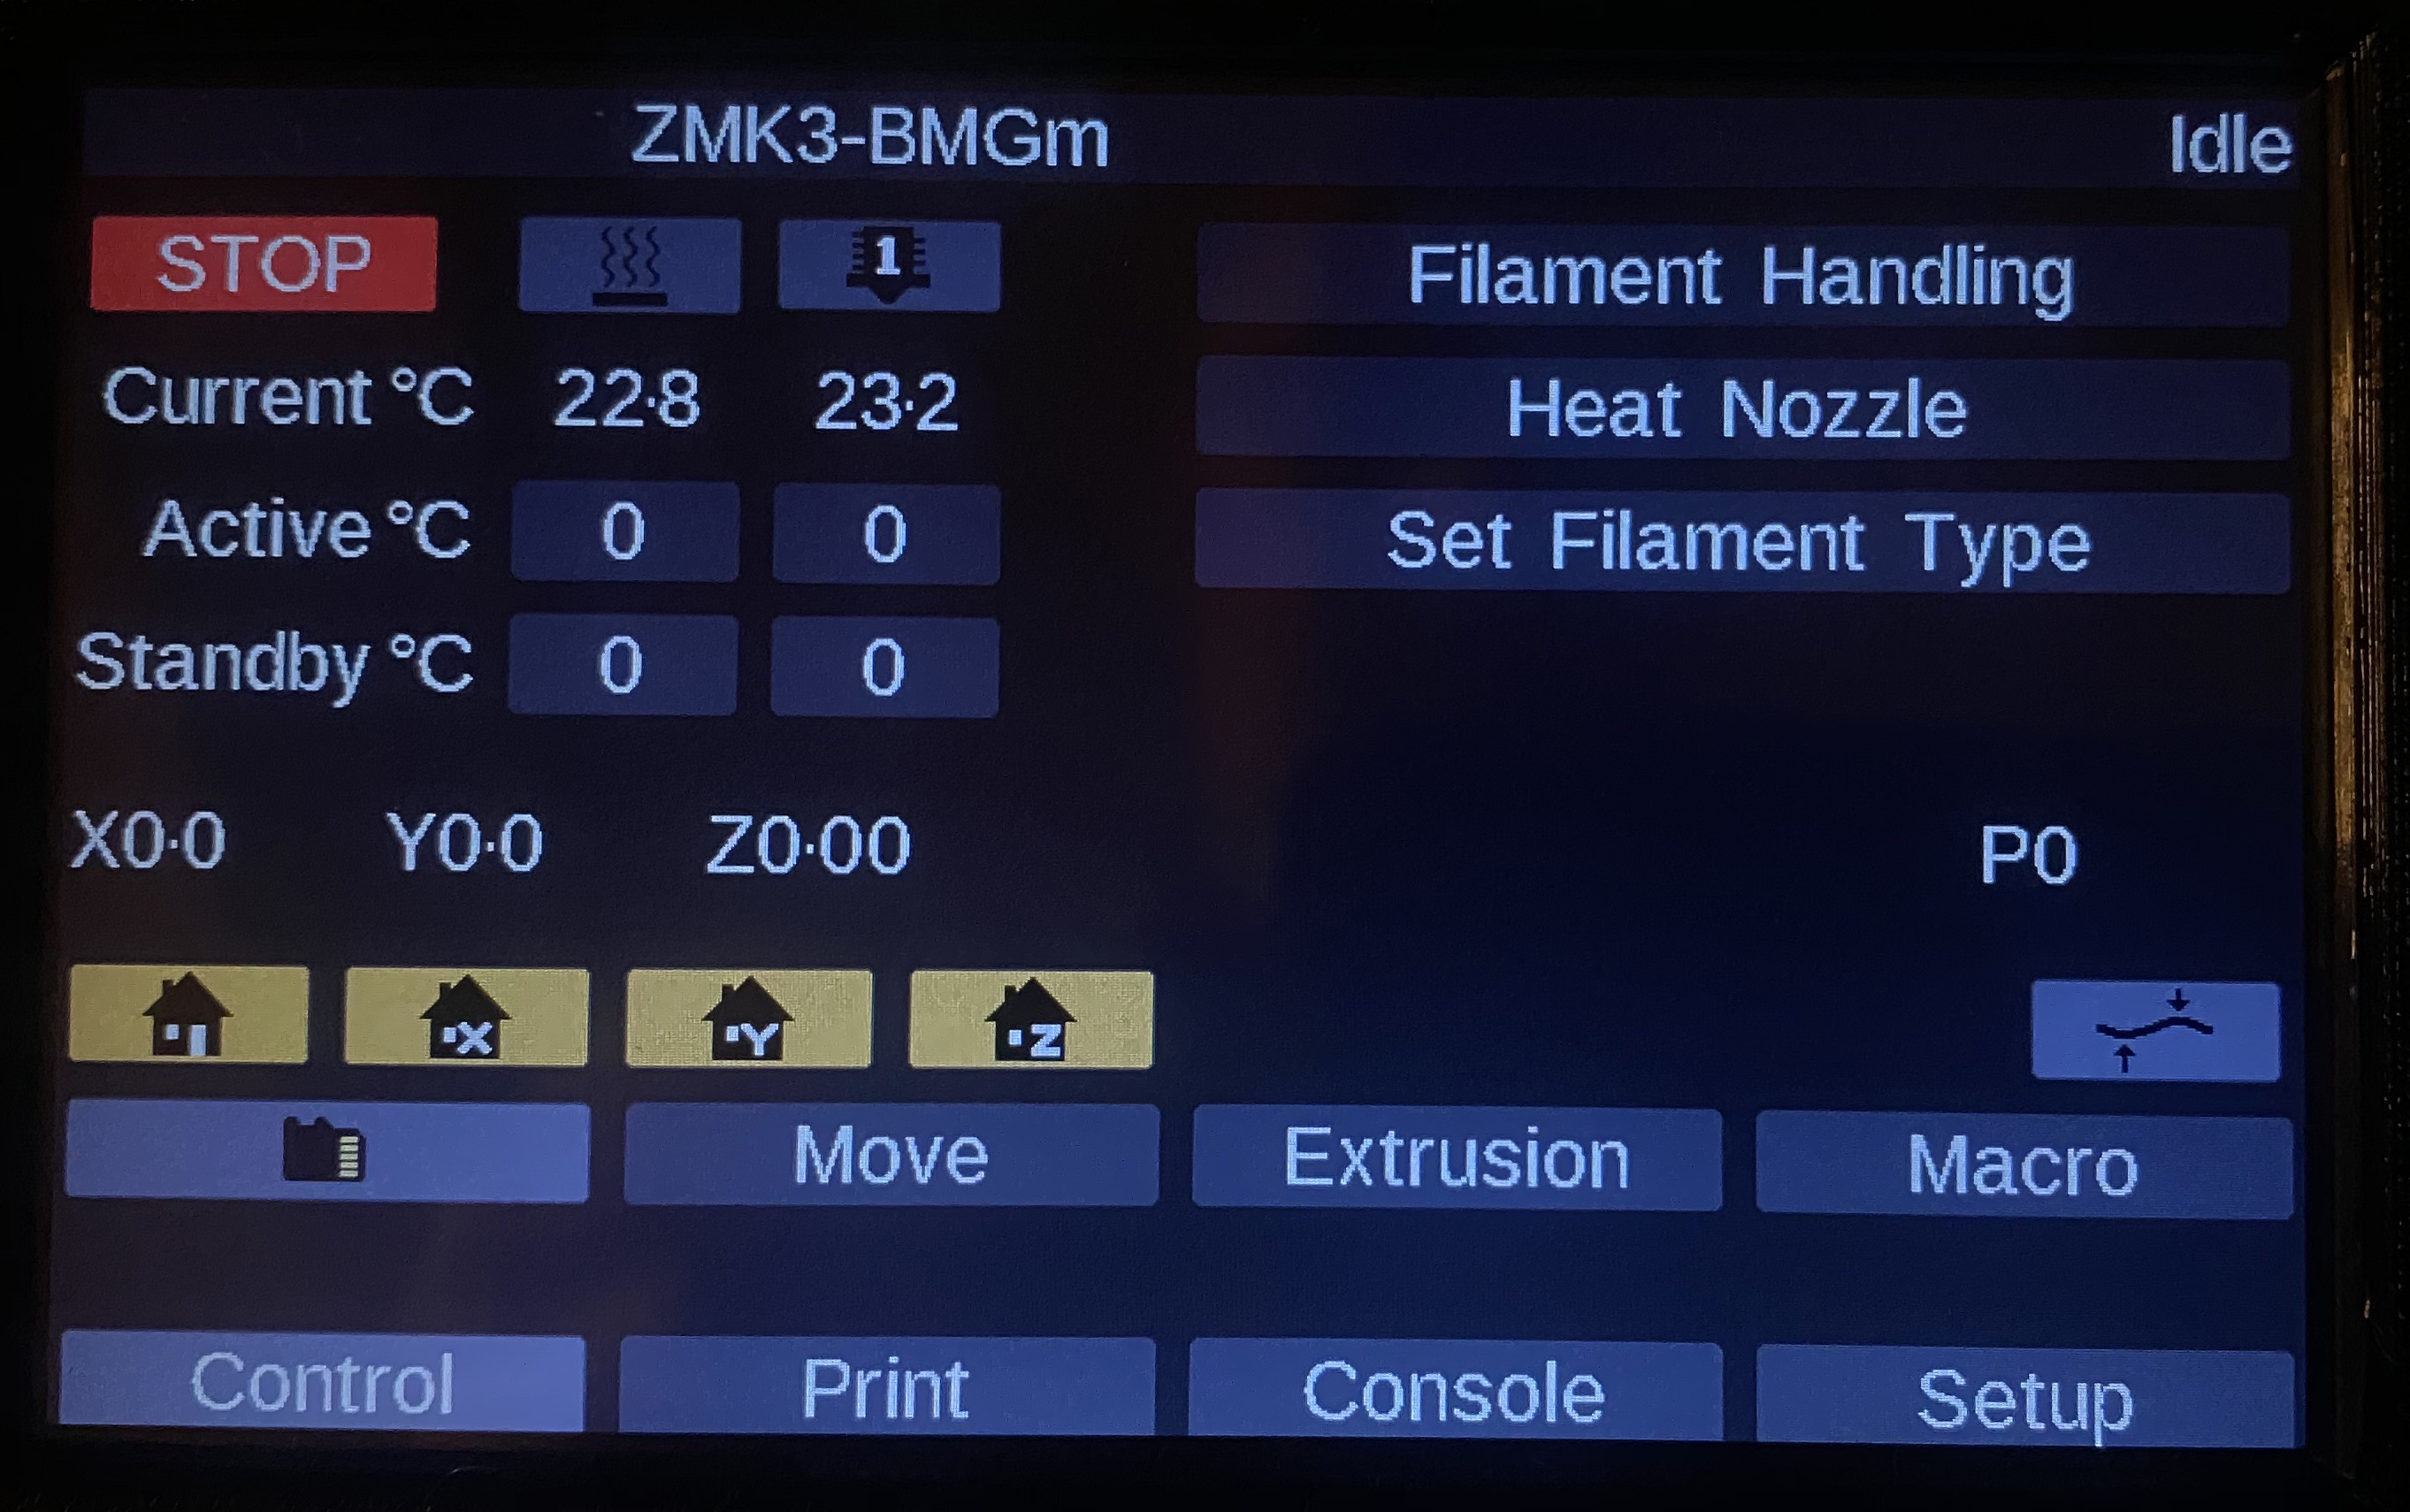 ZMK3-BMGm Idle
STOP 1 Filament Handling
Current °C 22·8 23·2 Heat Nozzle
Active °C 0 0 Set Filament Type
Standby °C 0 0
X0·0 Y0·0 Z0·00 P0
X Y Z
Move Extrusion Macro
Control Print Console Setup